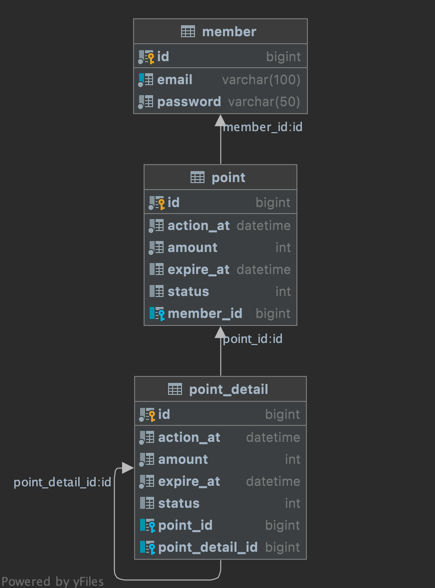 member
id bigint
email varchar(100)
password varchar(50)
member_id:id
point
id bigint
action_at datetime
amount int
expire_at datetime
status int
member_id bigint
point_id:id
point_detail
id bigint
action_at datetime
amount int
point_detail_id:id
expire_at datetime
status int
point_id bigint
point_detail_id bigint
Powered by yFiles